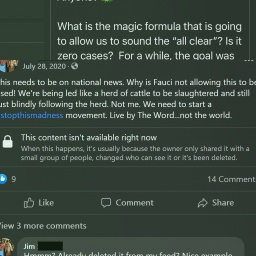 What is the magic formula that is going
to allow us to sound the “all clear”? Is it
zero cases? For a while, the goal was
July 28, 2020
his needs to be on national news. Why is Fauci not allowing this to be
sed! We're being led like a herd of cattle to be slaughtered and still
ust blindly following the herd. Not me. We need to start a
stopthismadness movement. Live by The Word...not the world.
This content isn't available right now
When this happens, it's usually because the owner only shared it with a
small group of people, changed who can see it or it's been deleted.
9
14 Comment
Like
Comment
Share
View 3 more comments
Jim
Hmmm? Already deleted it from my feed? Nice example